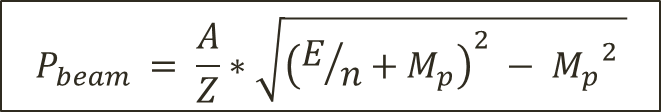 P_beam = A/Z * √((E/n + M_p)² − M_p²)